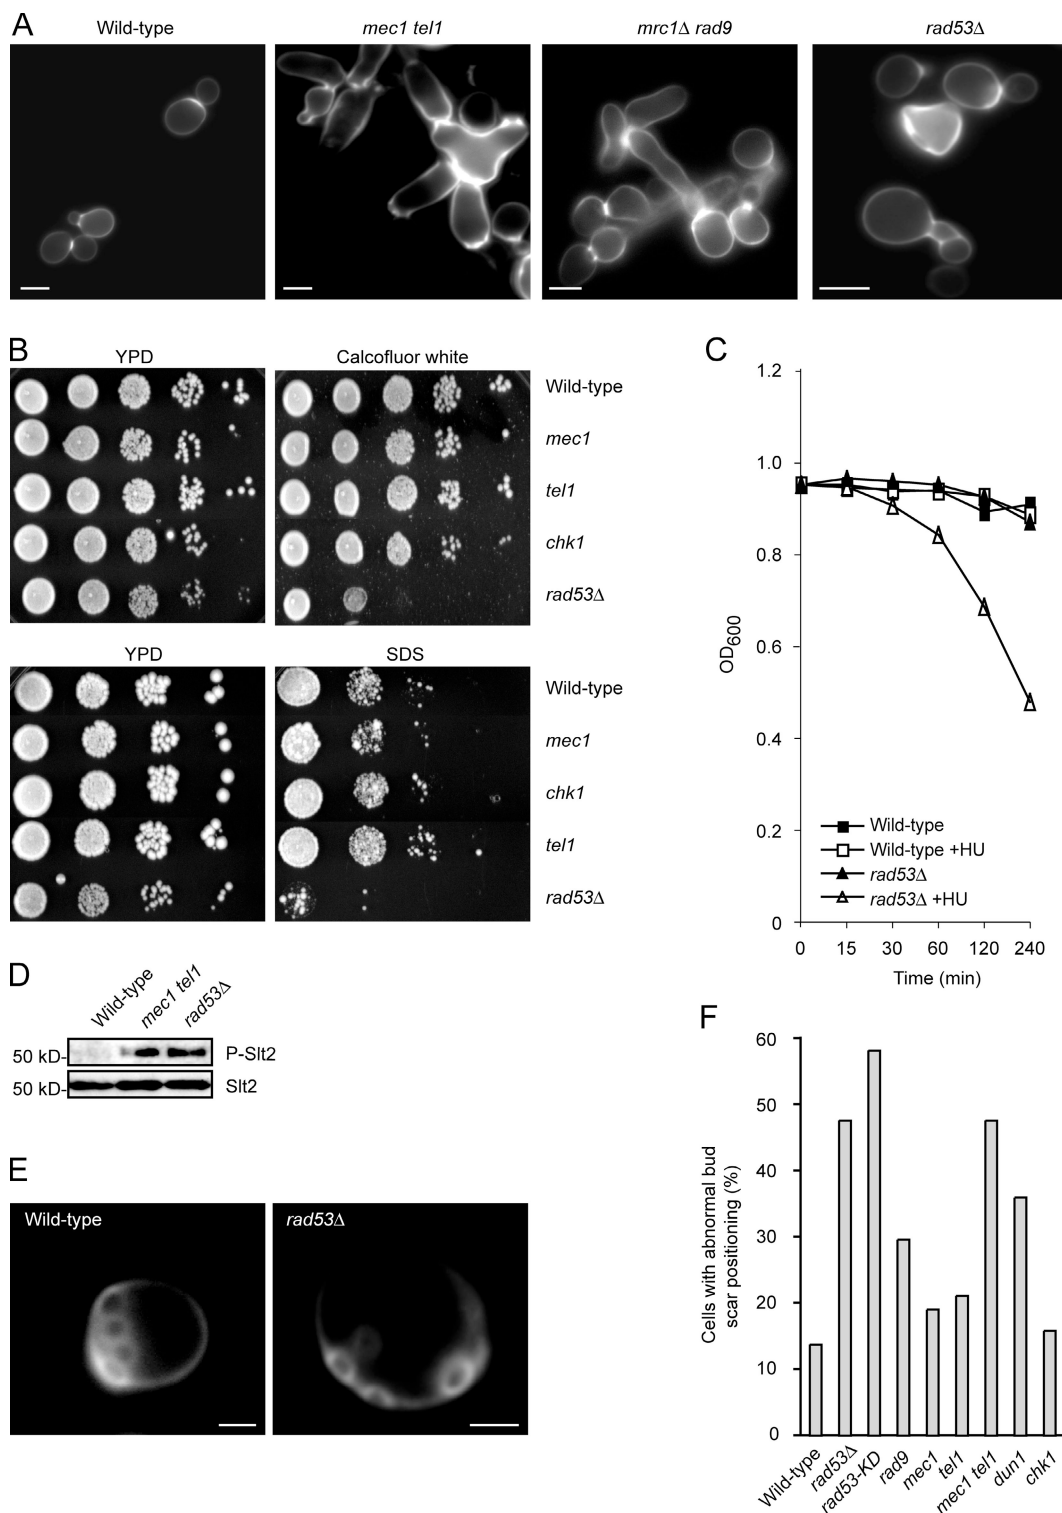 A
Wild-type
mec1 tel1
mrc1Δ rad9
rad53Δ
B
YPD
Calcofluor white
Wild-type
mec1
tel1
chk1
rad53Δ
YPD
SDS
Wild-type
mec1
chk1
tel1
rad53Δ
C
1.2
1.0
0.8
0.6
0.4
0.2
0
OD600
Wild-type
Wild-type +HU
rad53Δ
rad53Δ +HU
0 15 30 60 120 240
Time (min)
D
Wild-type
mec1 tel1
rad53Δ
50 kD- P-Slt2
50 kD- Slt2
E
Wild-type
rad53Δ
F
60
50
40
30
20
10
0
Cells with abnormal bud
scar positioning (%)
Wild-type
rad53Δ
rad53-KD
rad9
mec1
tel1
mec1 tel1
dun1
chk1